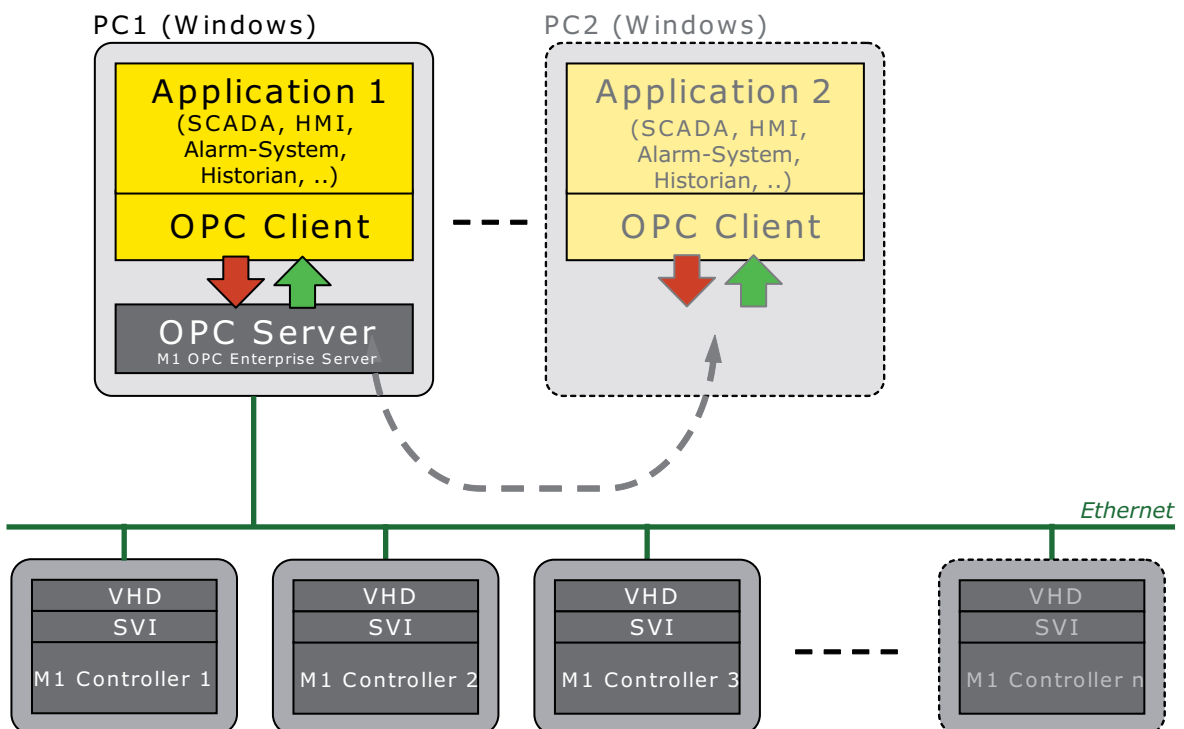 PC1 (Windows)
Application 1
(SCADA, HMI,
Alarm-System,
Historian, ..)
OPC Client
OPC Server
M1 OPC Enterprise Server
PC2 (Windows)
Application 2
(SCADA, HMI,
Alarm-System,
Historian, ..)
OPC Client
Ethernet
VHD
SVI
M1 Controller 1
VHD
SVI
M1 Controller 2
VHD
SVI
M1 Controller 3
VHD
SVI
M1 Controller n